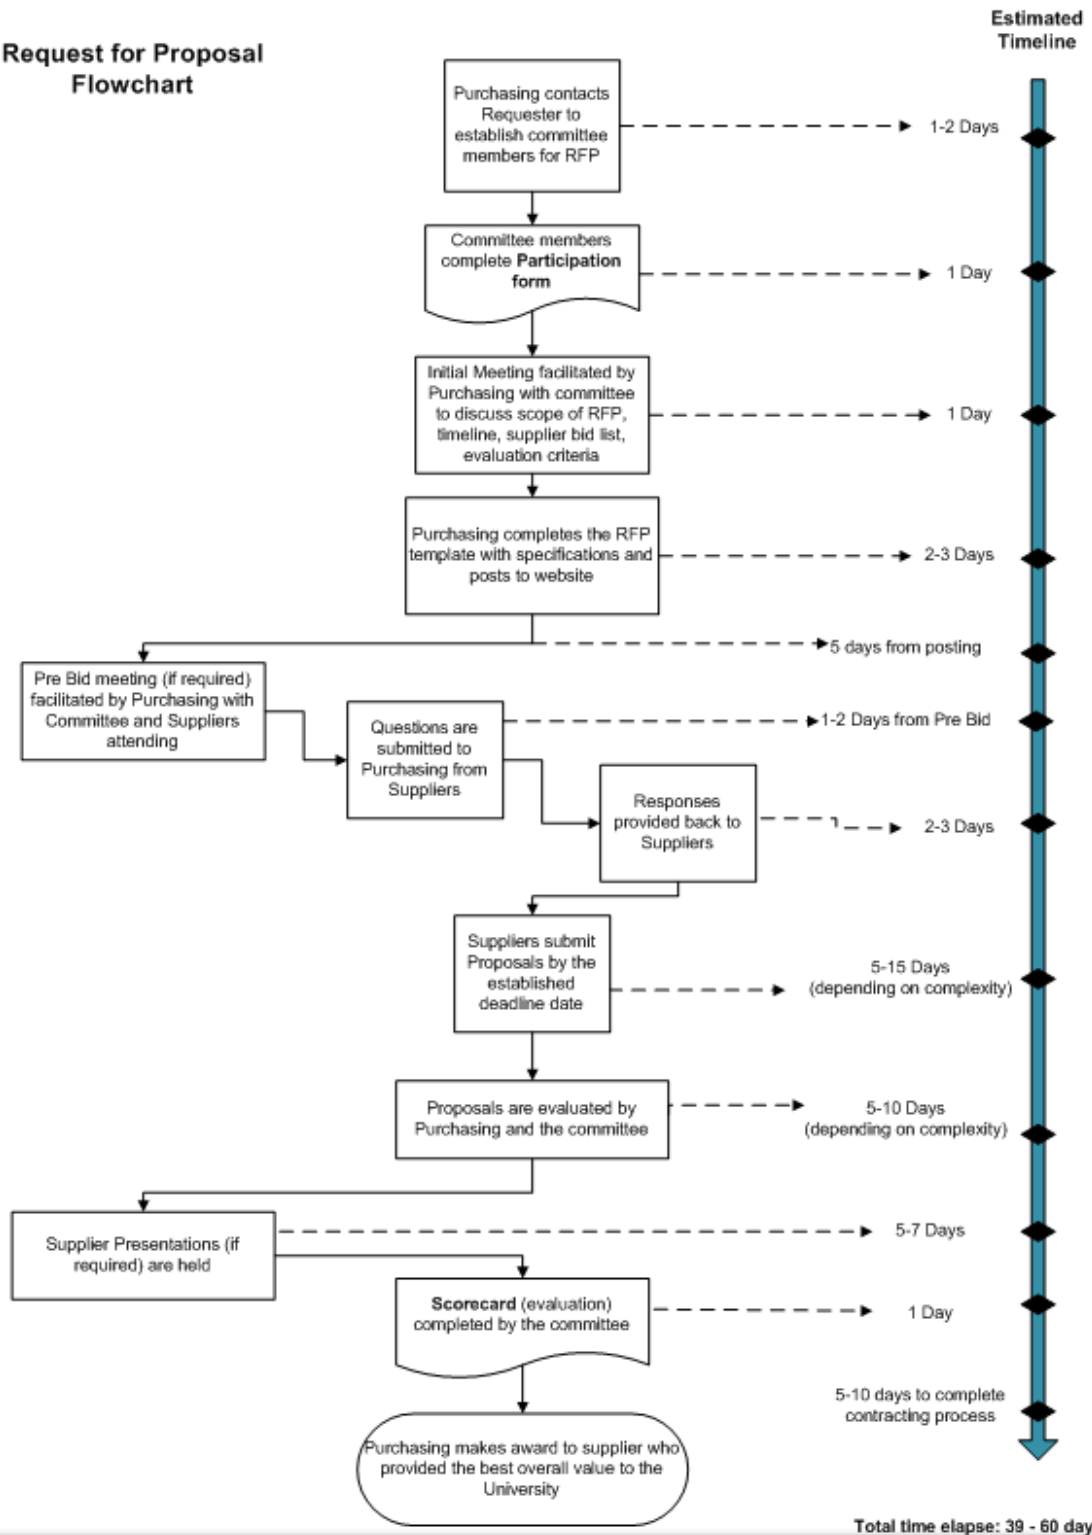 Estimated
Timeline
Request for Proposal
Flowchart
Purchasing contacts
Requester to
establish committee
members for RFP
1-2 Days
Committee members
complete Participation
form
1 Day
Initial Meeting facilitated by
Purchasing with committee
to discuss scope of RFP,
timeline, supplier bid list,
evaluation criteria
1 Day
Purchasing completes the RFP
template with specifications and
posts to website
2-3 Days
5 days from posting
Pre Bid meeting (if required)
facilitated by Purchasing with
Committee and Suppliers
attending
Questions are
submitted to
Purchasing from
Suppliers
1-2 Days from Pre Bid
Responses
provided back to
Suppliers
2-3 Days
Suppliers submit
Proposals by the
established
deadline date
5-15 Days
(depending on complexity)
Proposals are evaluated by
Purchasing and the committee
5-10 Days
(depending on complexity)
Supplier Presentations (if
required) are held
5-7 Days
Scorecard (evaluation)
completed by the committee
1 Day
5-10 days to complete
contracting process
Purchasing makes award to supplier who
provided the best overall value to the
University
Total time elapse: 39 - 60 day